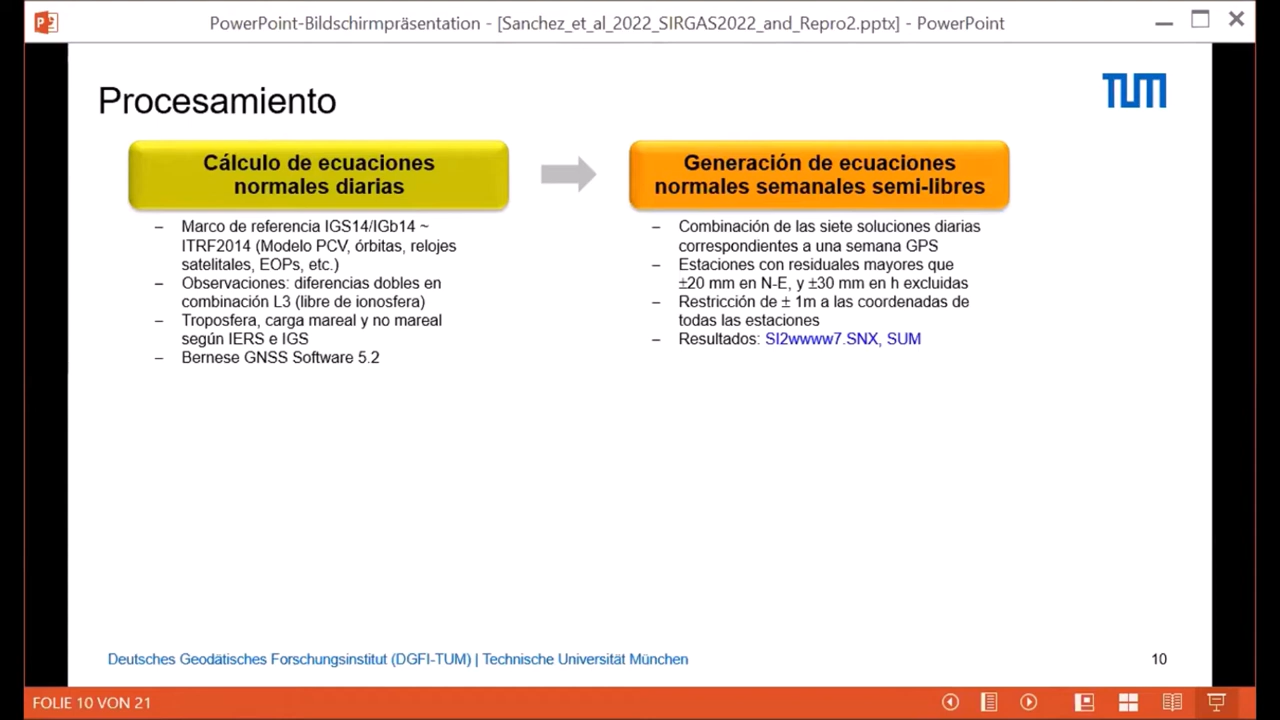 PowerPoint-Bildschirmpräsentation - [Sanchez_et_al_2022_SIRGAS2022_and_Repro2.pptx] - PowerPoint
Procesamiento
TUM
Cálculo de ecuaciones
normales diarias
– Marco de referencia IGS14/IGb14 ~
ITRF2014 (Modelo PCV, órbitas, relojes
satelitales, EOPs, etc.)
– Observaciones: diferencias dobles en
combinación L3 (libre de ionosfera)
– Troposfera, carga mareal y no mareal
según IERS e IGS
– Bernese GNSS Software 5.2
Generación de ecuaciones
normales semanales semi-libres
– Combinación de las siete soluciones diarias
correspondientes a una semana GPS
– Estaciones con residuales mayores que
±20 mm en N-E, y ±30 mm en h excluidas
– Restricción de ± 1m a las coordenadas de
todas las estaciones
– Resultados: SI2wwww7.SNX, SUM
Deutsches Geodätisches Forschungsinstitut (DGFI-TUM) | Technische Universität München
10
FOLIE 10 VON 21